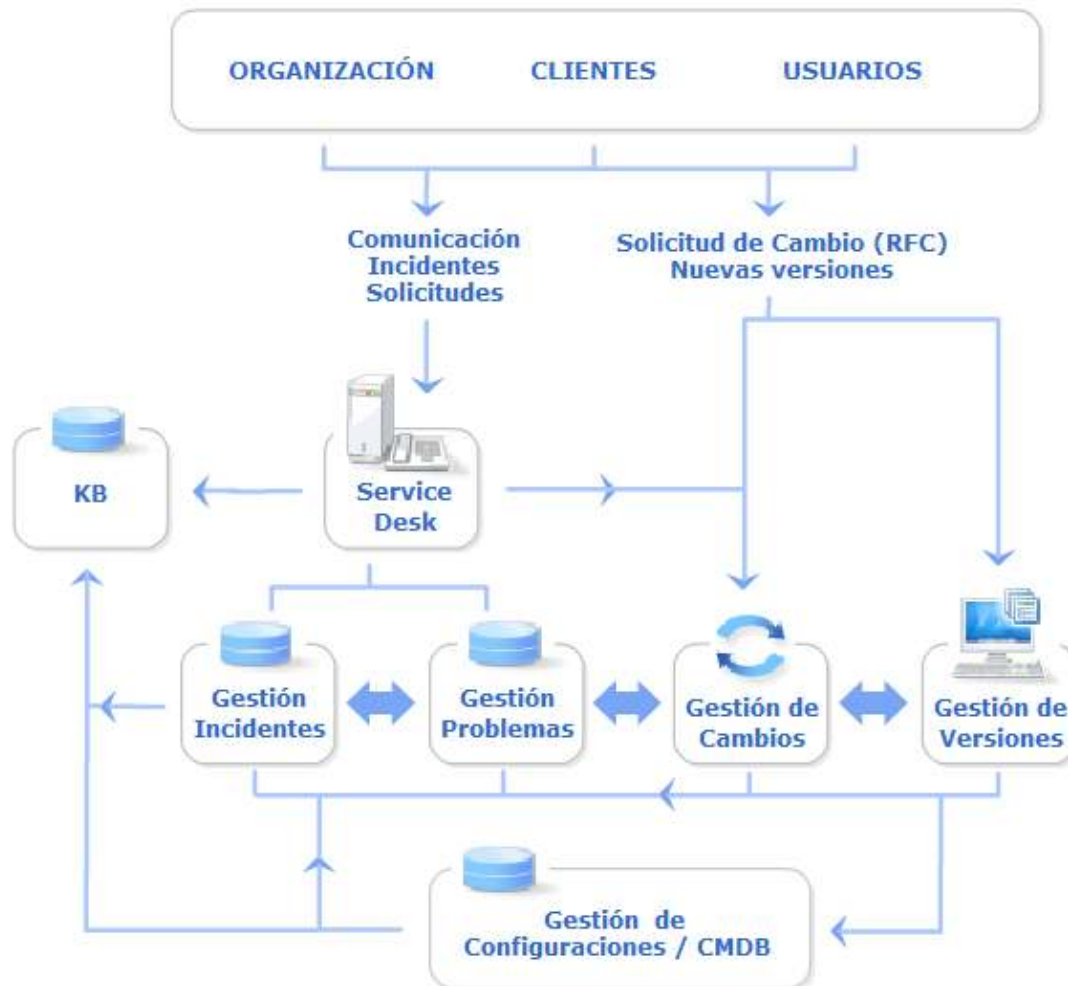 ORGANIZACIÓN CLIENTES USUARIOS
Comunicación
Incidentes
Solicitudes
Solicitud de Cambio (RFC)
Nuevas versiones
KB
Service
Desk
Gestión
Incidentes
Gestión
Problemas
Gestión de
Cambios
Gestión de
Versiones
Gestión de
Configuraciones / CMDB